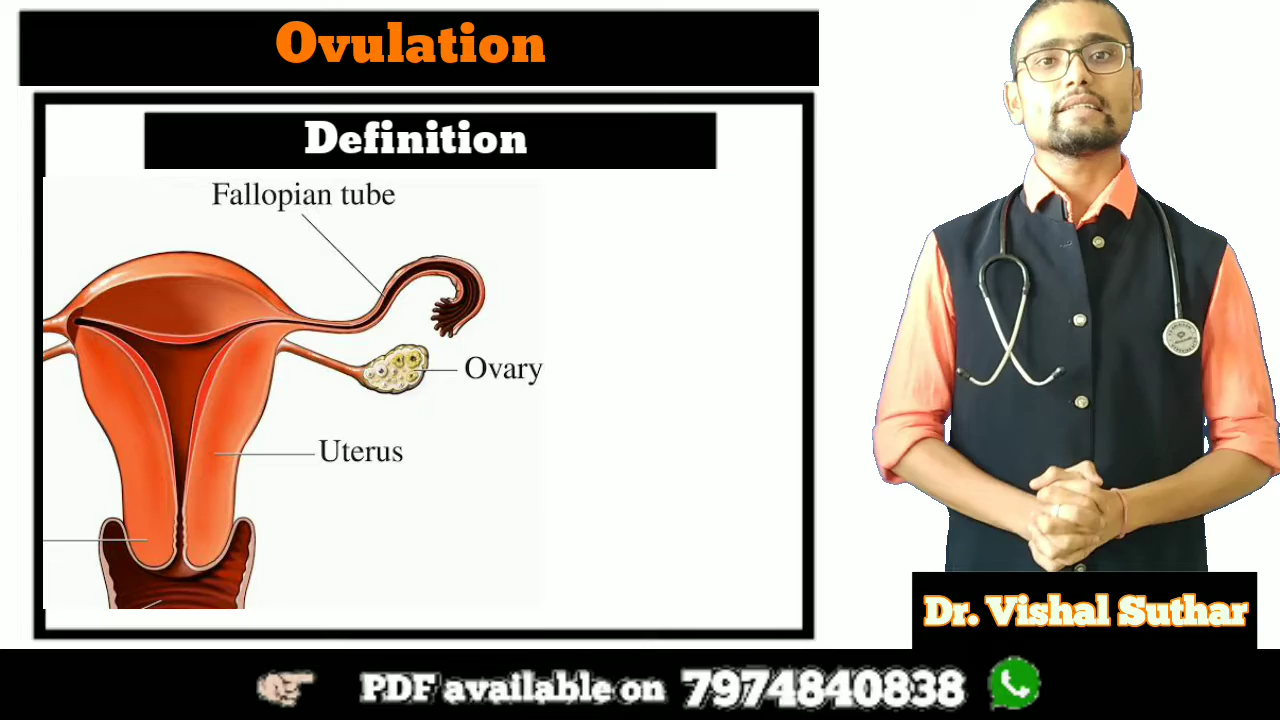 Ovulation
Definition
Fallopian tube
Ovary
Uterus
Dr. Vishal Suthar
PDF available on 7974840838